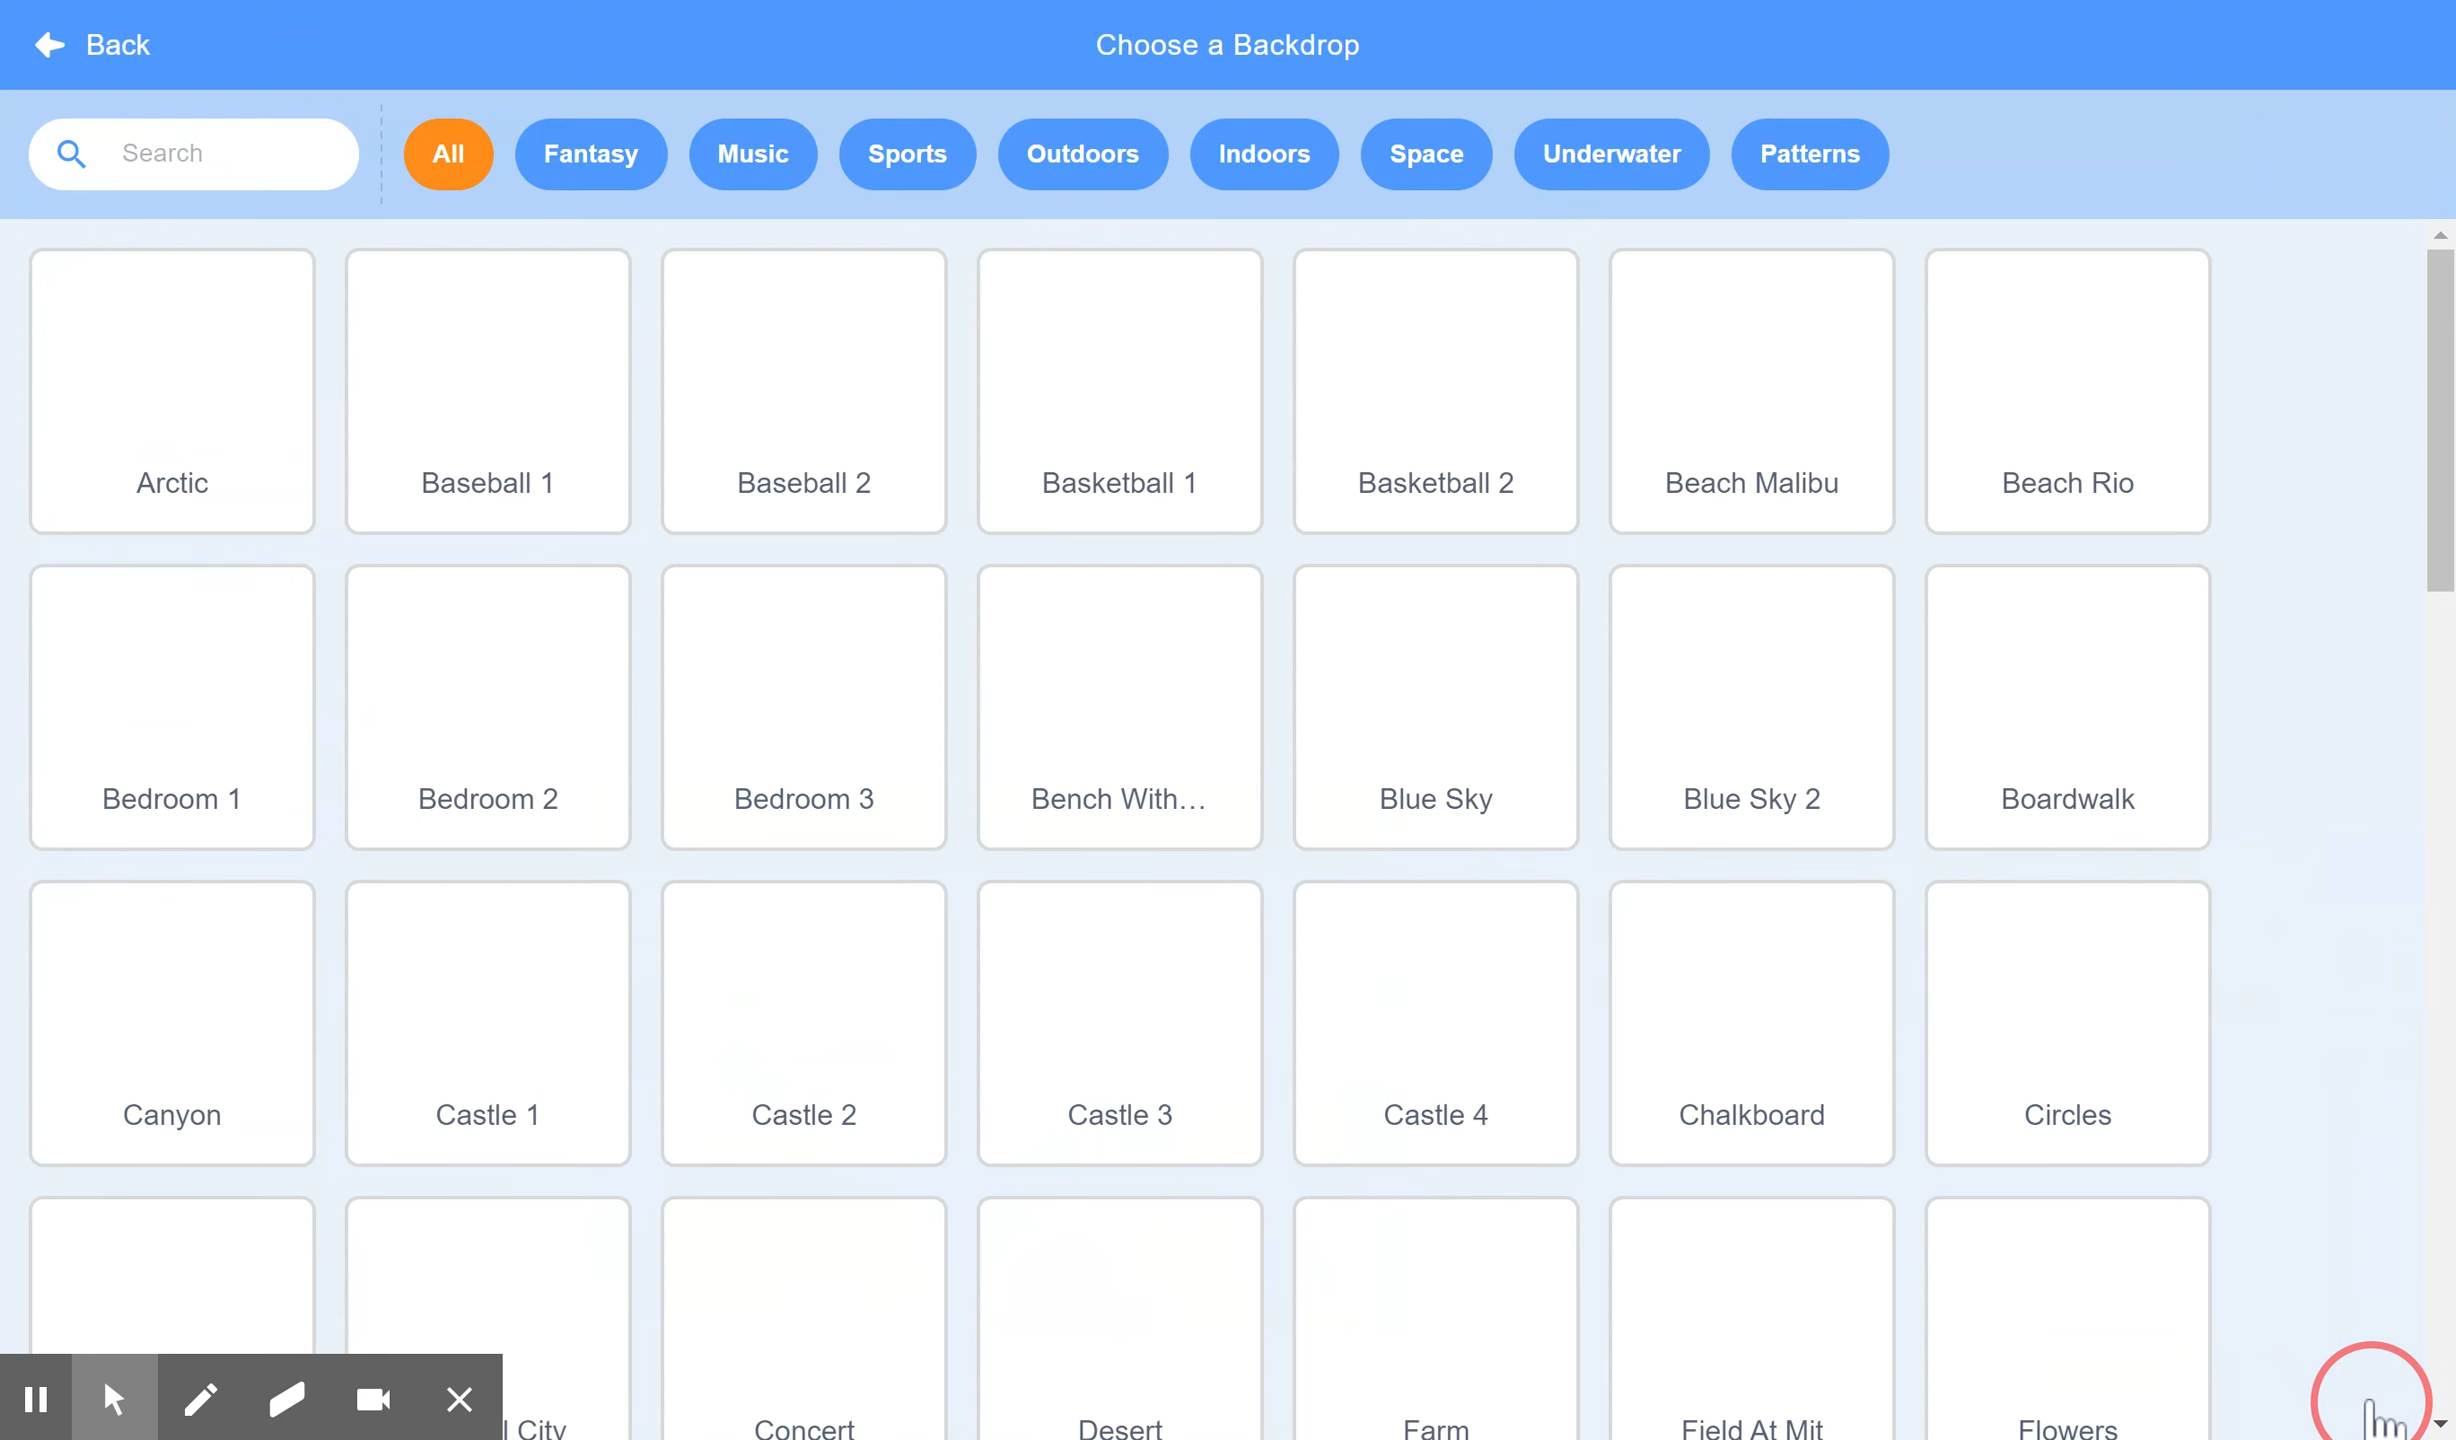 Back
Choose a Backdrop
Search
All
Fantasy
Music
Sports
Outdoors
Indoors
Space
Underwater
Patterns
Arctic
Baseball 1
Baseball 2
Basketball 1
Basketball 2
Beach Malibu
Beach Rio
Bedroom 1
Bedroom 2
Bedroom 3
Bench With...
Blue Sky
Blue Sky 2
Boardwalk
Canyon
Castle 1
Castle 2
Castle 3
Castle 4
Chalkboard
Circles
l City
Concert
Desert
Farm
Field At Mit
Flowers